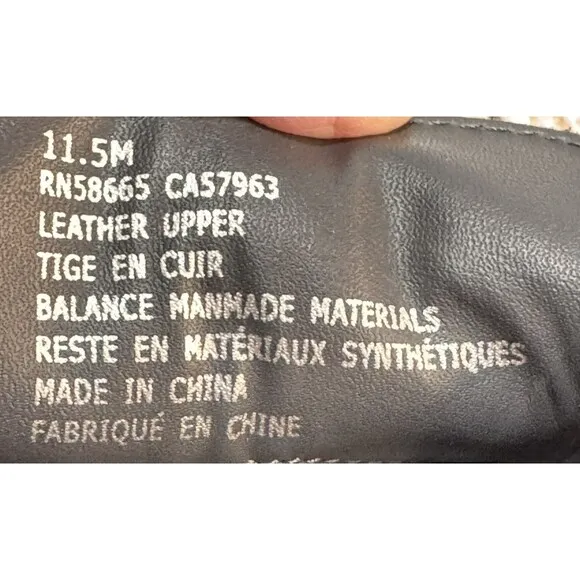 11.5M
RN58665 CA57963
LEATHER UPPER
TIGE EN CUIR
BALANCE MANMADE MATERIALS
RESTE EN MATÉRIAUX SYNTHÉTIQUES
MADE IN CHINA
FABRIQUÉ EN CHINE